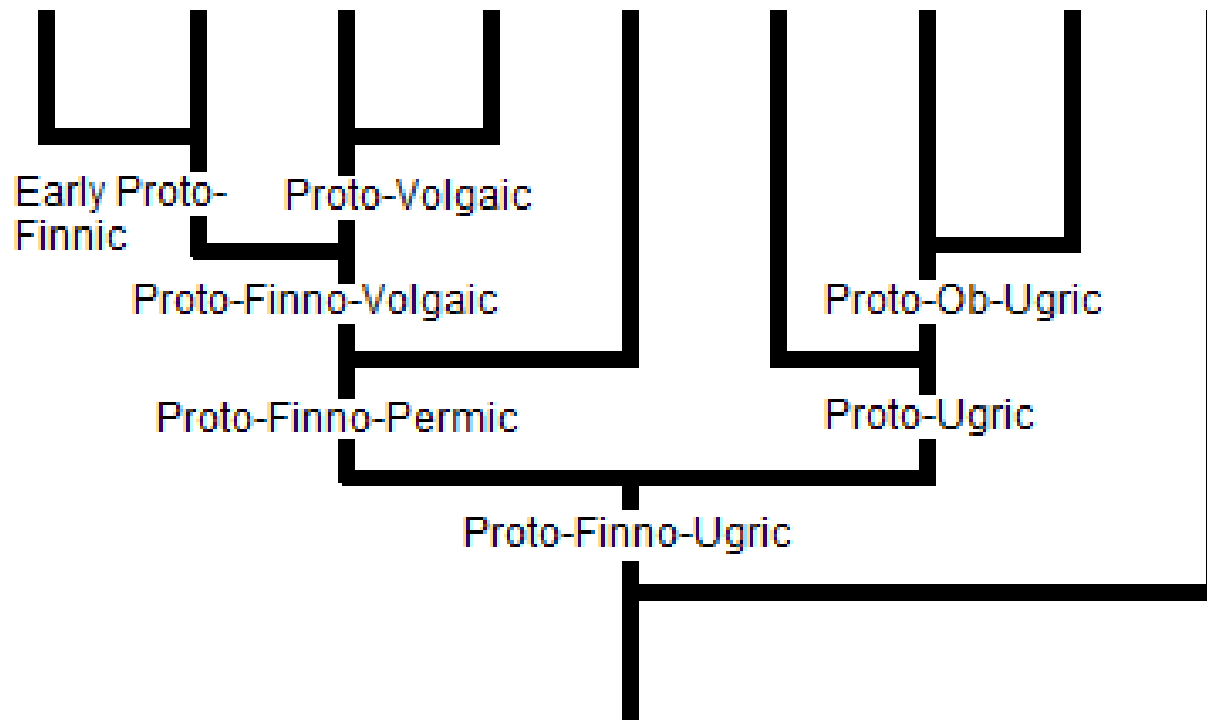 Early Proto-
Finnic
Proto-Volgaic
Proto-Finno-Volgaic
Proto-Ob-Ugric
Proto-Finno-Permic
Proto-Ugric
Proto-Finno-Ugric